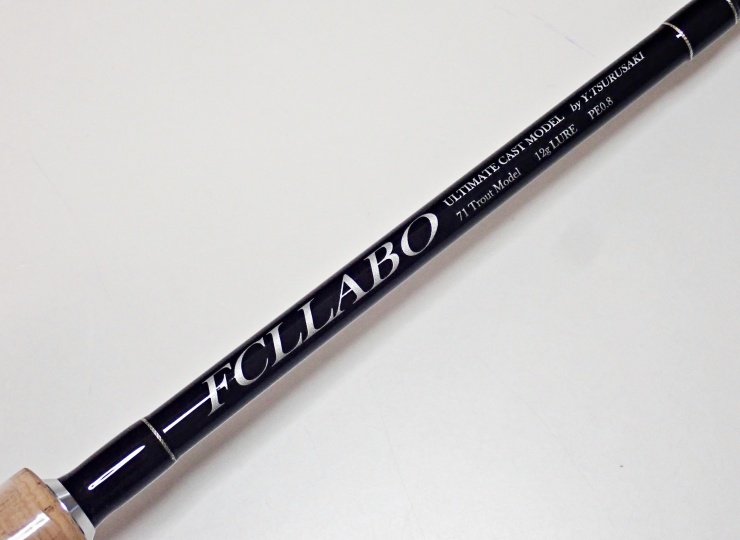 FCLLABO
ULTIMATE CAST MODEL by Y.TSURUSAKI
71 Trout Model 12g LURE PE0.8